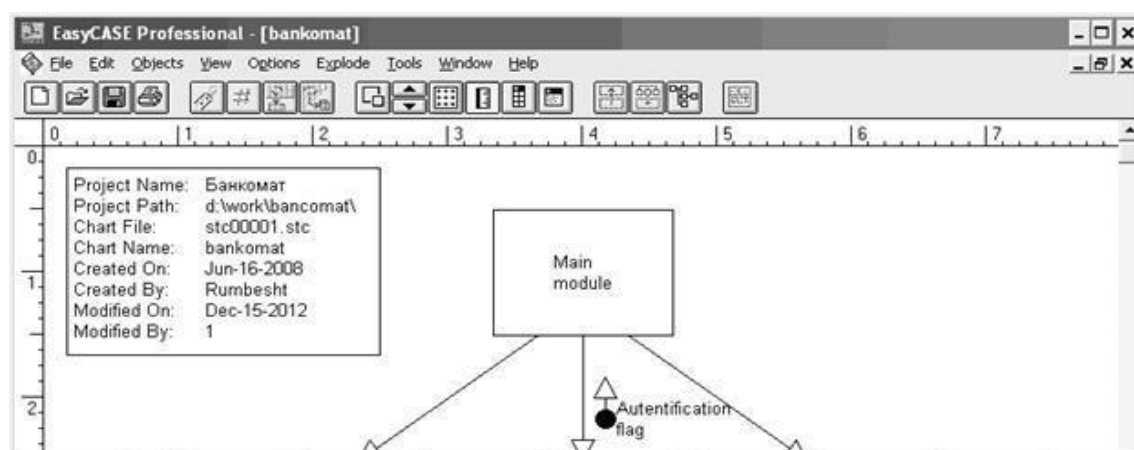 EasyCASE Professional - [bankomat]
File Edit Objects View Options Explode Tools Window Help
0 1 2 3 4 5 6 7
0
Project Name: Банкомат
Project Path: d:\work\bancomat\
Chart File: stc00001.stc
Chart Name: bankomat
Created On: Jun-16-2008
Created By: Rumbesht
Modified On: Dec-15-2012
Modified By: 1
Main
module
1
2
Autentification
flag